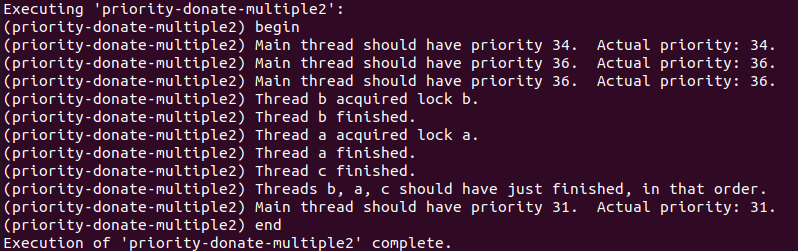 Executing 'priority-donate-multiple2':
(priority-donate-multiple2) begin
(priority-donate-multiple2) Main thread should have priority 34.  Actual priority: 34.
(priority-donate-multiple2) Main thread should have priority 36.  Actual priority: 36.
(priority-donate-multiple2) Main thread should have priority 36.  Actual priority: 36.
(priority-donate-multiple2) Thread b acquired lock b.
(priority-donate-multiple2) Thread b finished.
(priority-donate-multiple2) Thread a acquired lock a.
(priority-donate-multiple2) Thread a finished.
(priority-donate-multiple2) Thread c finished.
(priority-donate-multiple2) Threads b, a, c should have just finished, in that order.
(priority-donate-multiple2) Main thread should have priority 31.  Actual priority: 31.
(priority-donate-multiple2) end
Execution of 'priority-donate-multiple2' complete.